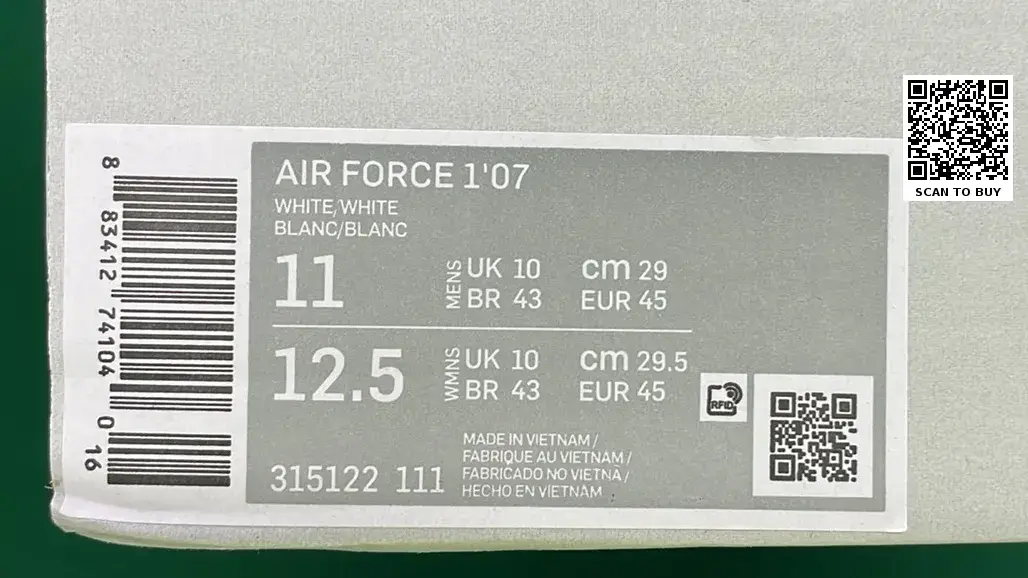 SCAN TO BUY
AIR FORCE 1'07
WHITE/WHITE
BLANC/BLANC
11
MENS
UK 10 cm 29
BR 43 EUR 45
12.5
WMNS
UK 10 cm 29.5
BR 43 EUR 45
RFID
MADE IN VIETNAM /
FABRIQUE AU VIETNAM /
FABRICADO NO VIETNA /
HECHO EN VIETNAM
315122 111
8 83412 74104 0 16